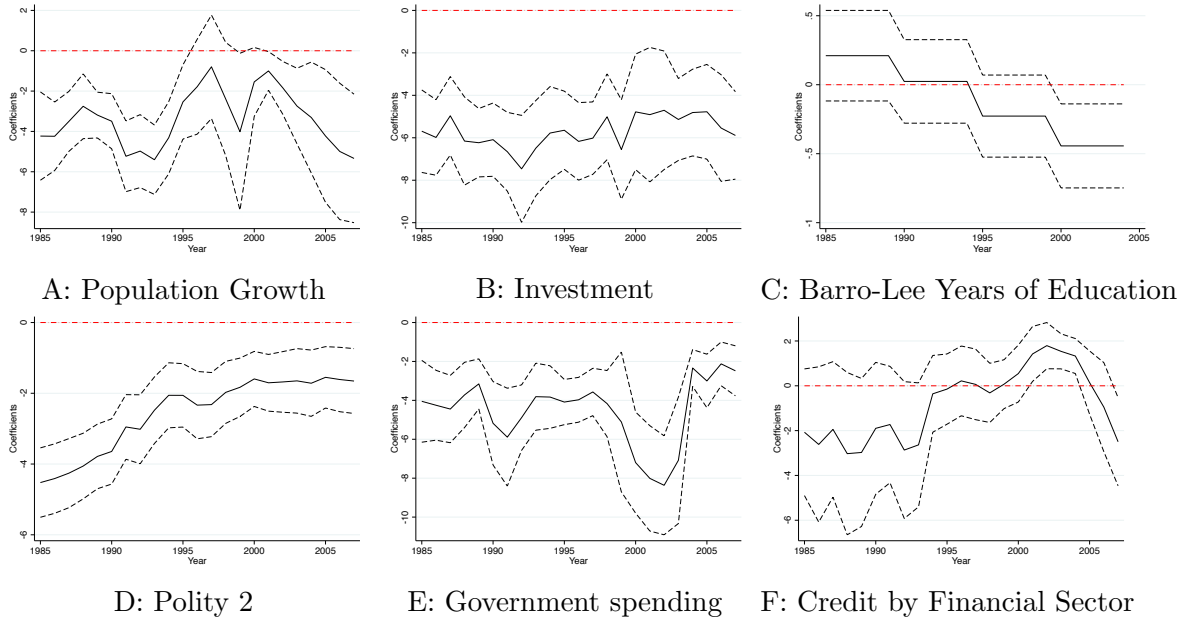 2
0
-2
-4
-6
-8
Coefficients
1985 1990 1995 2000 2005
Year
A: Population Growth
0
-2
-4
-6
-8
-10
Coefficients
1985 1990 1995 2000 2005
Year
B: Investment
.5
0
-.5
-1
Coefficients
1985 1990 1995 2000 2005
Year
C: Barro-Lee Years of Education
0
-2
-4
-6
Coefficients
1985 1990 1995 2000 2005
Year
D: Polity 2
0
-2
-4
-6
-8
-10
Coefficients
1985 1990 1995 2000 2005
Year
E: Government spending
2
0
-2
-4
-6
Coefficients
1985 1990 1995 2000 2005
Year
F: Credit by Financial Sector